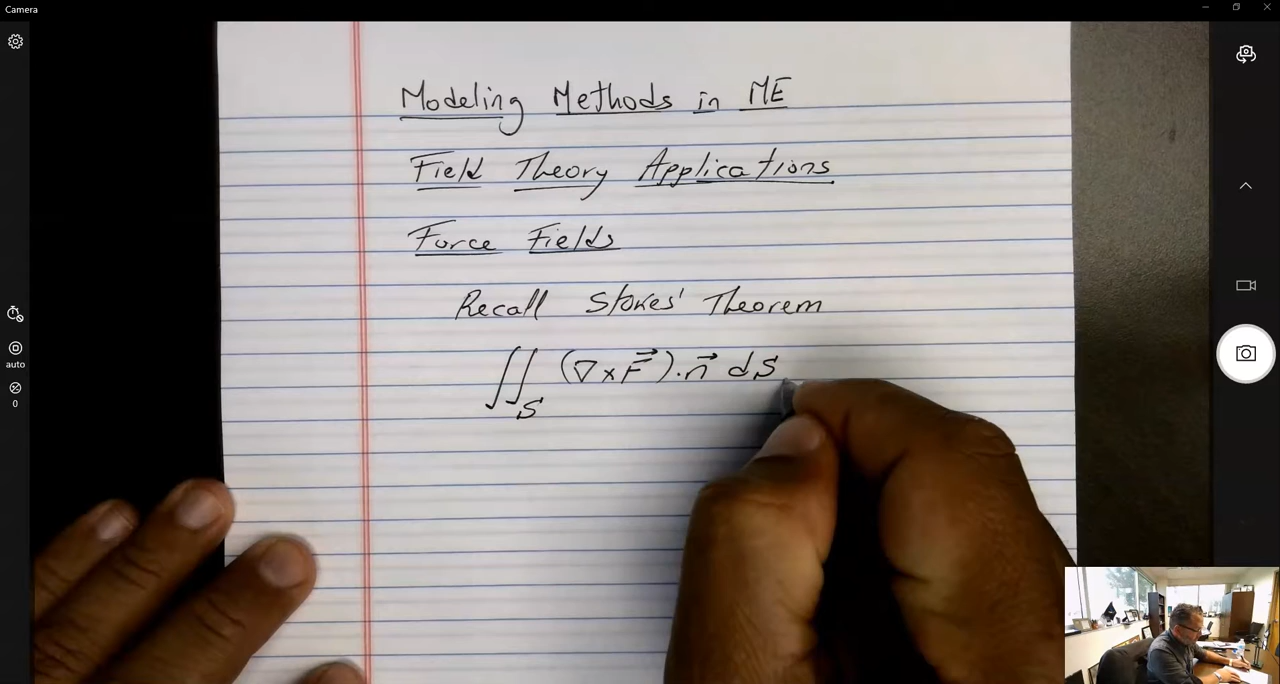 Camera
Modeling Methods in ME
Field Theory Applications
Force Fields
Recall Stokes' Theorem
∬_S (∇ × F⃗) · n⃗ dS
auto
0